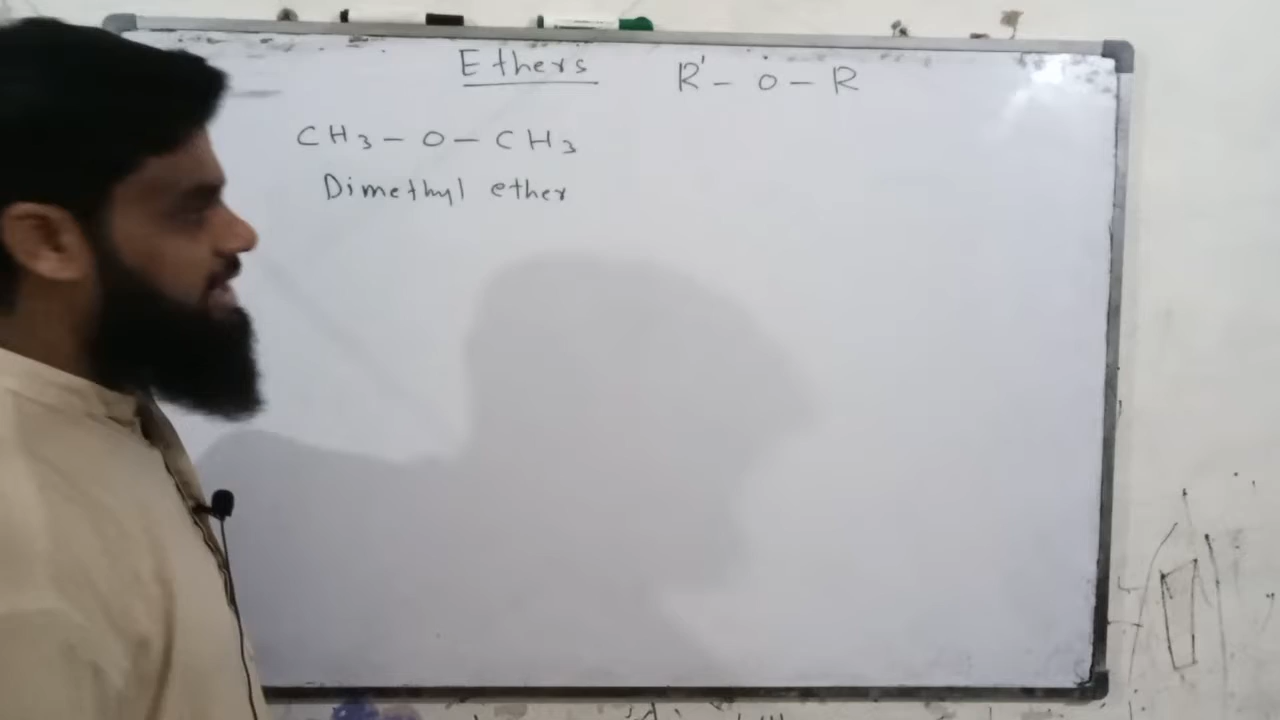 Ethers R' - O - R
CH3 - O - CH3
Dimethyl ether